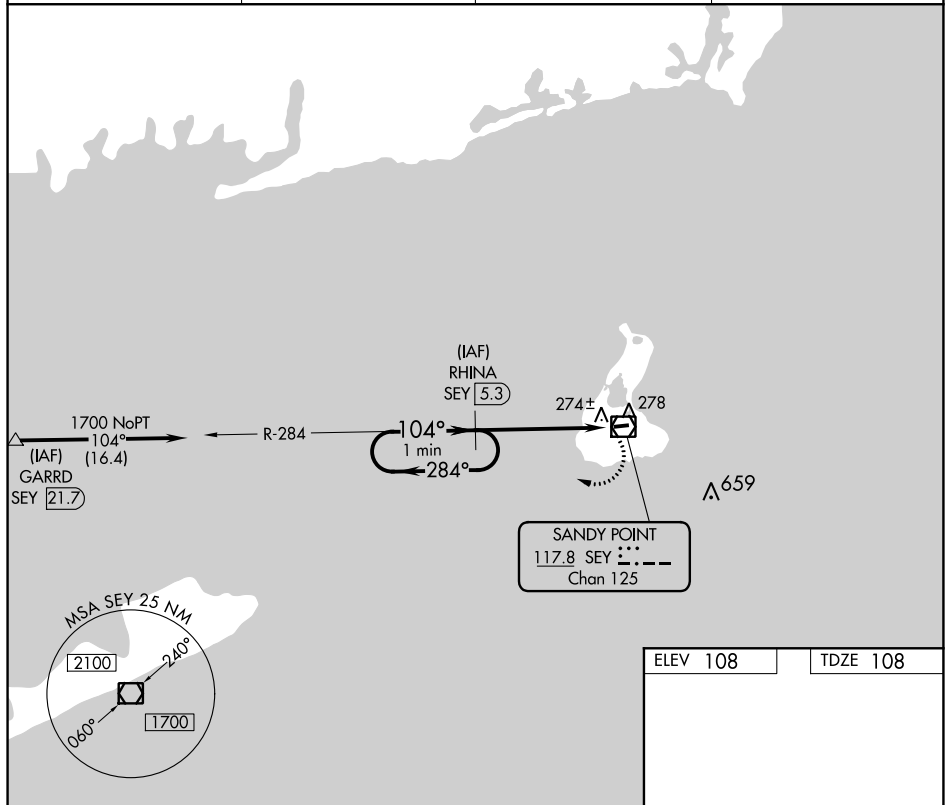 (IAF)
RHINA
SEY 5.3
274± 278
1700 NoPT
104°
(16.4)
R-284
104°
1 min
284°
(IAF)
GARRD
SEY 21.7
659
SANDY POINT
117.8 SEY
Chan 125
MSA SEY 25 NM
2100
240°
060°
1700
ELEV 108 TDZE 108